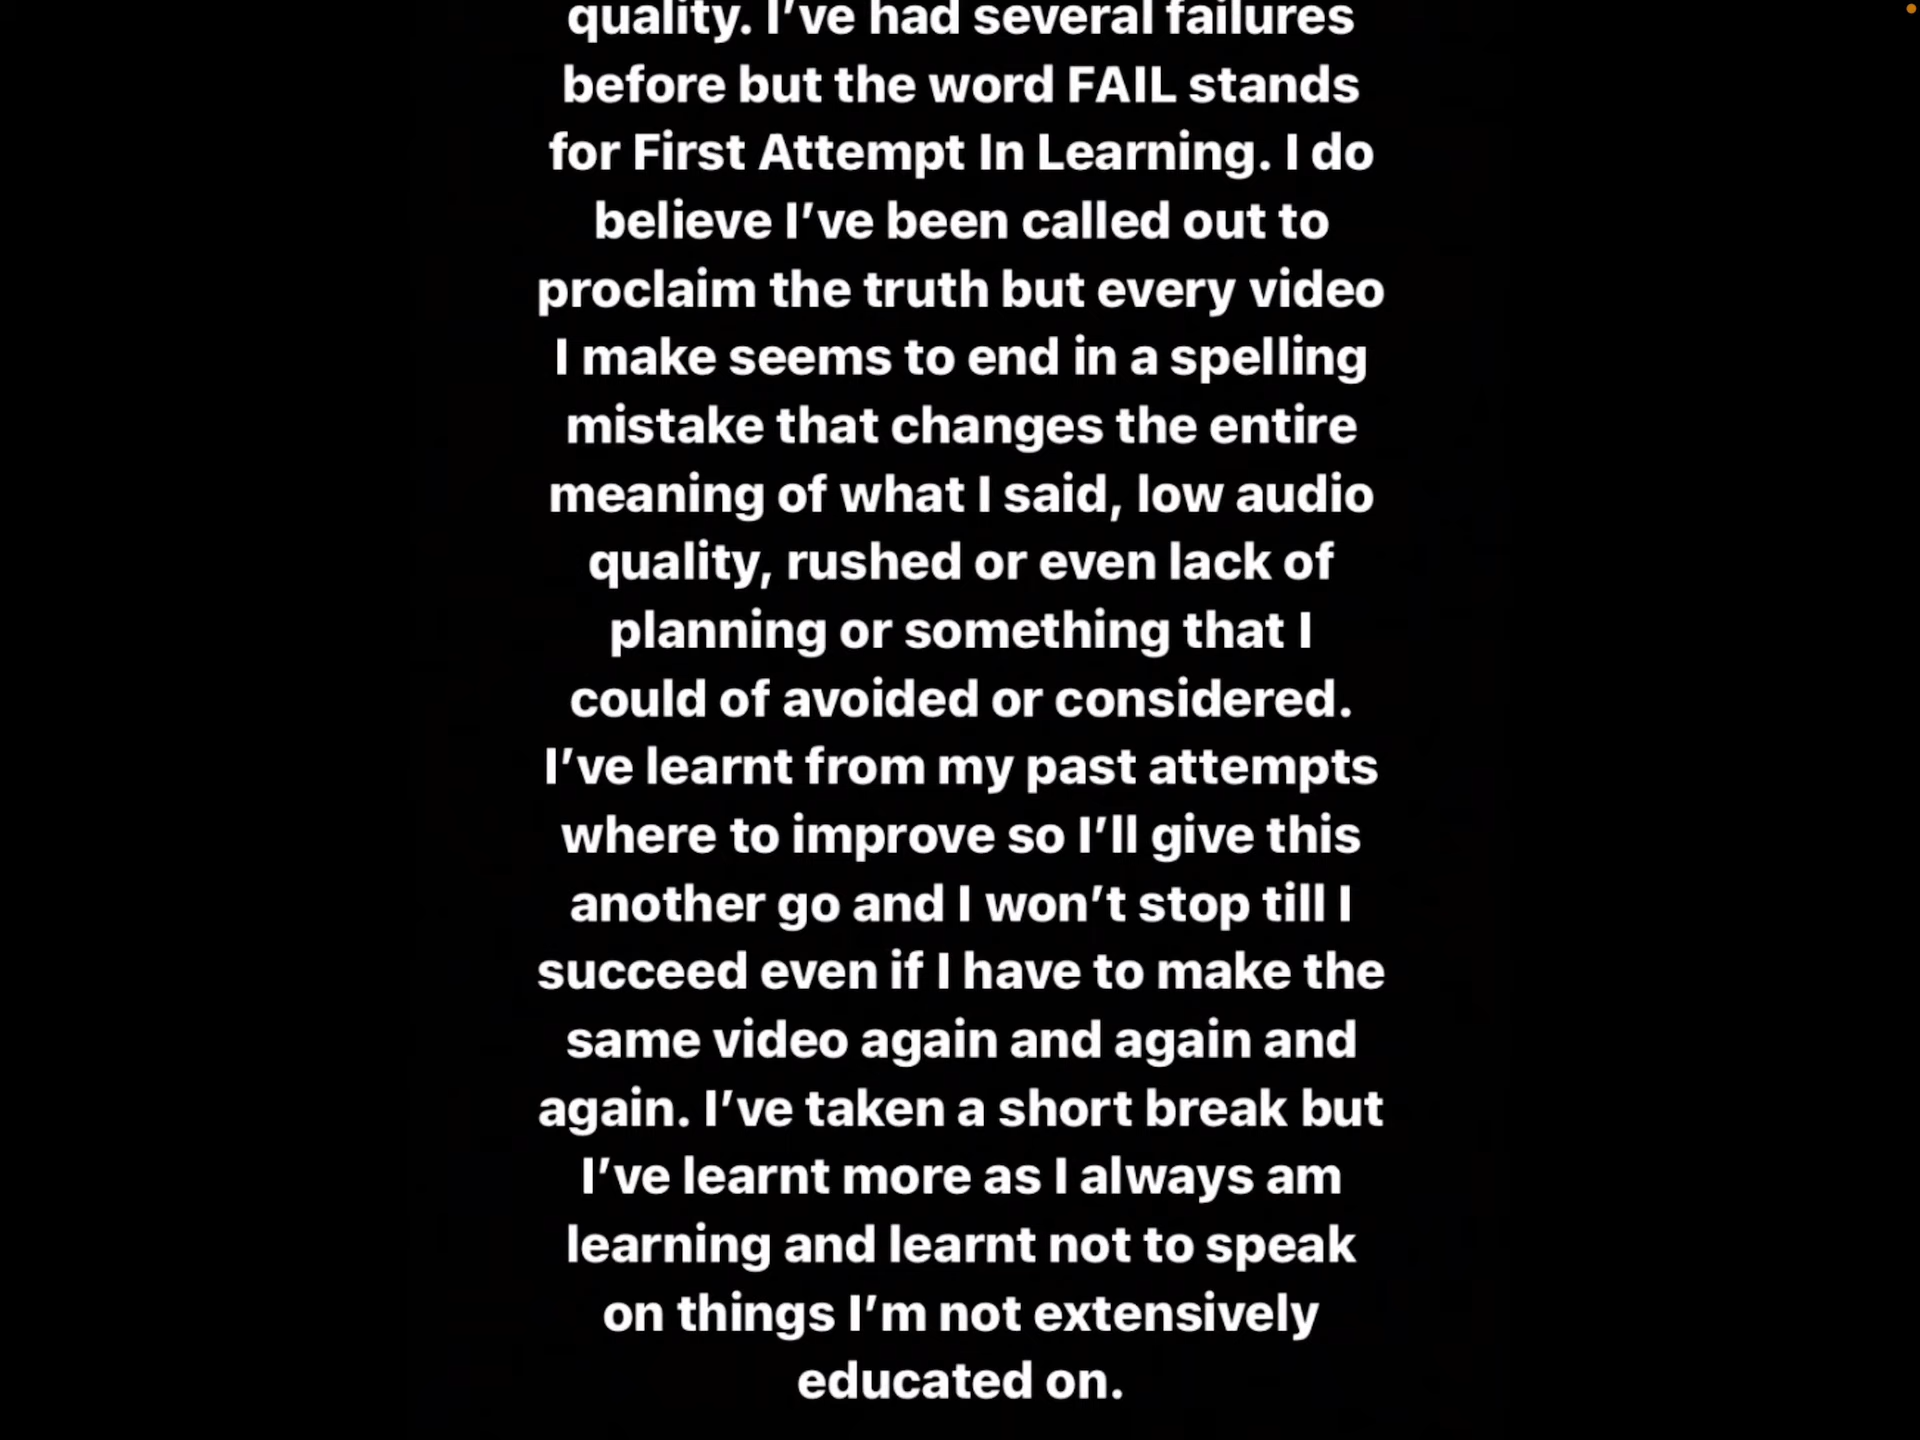 quality. I’ve had several failures
before but the word FAIL stands
for First Attempt In Learning. I do
believe I’ve been called out to
proclaim the truth but every video
I make seems to end in a spelling
mistake that changes the entire
meaning of what I said, low audio
quality, rushed or even lack of
planning or something that I
could of avoided or considered.
I’ve learnt from my past attempts
where to improve so I’ll give this
another go and I won’t stop till I
succeed even if I have to make the
same video again and again and
again. I’ve taken a short break but
I’ve learnt more as I always am
learning and learnt not to speak
on things I’m not extensively
educated on.